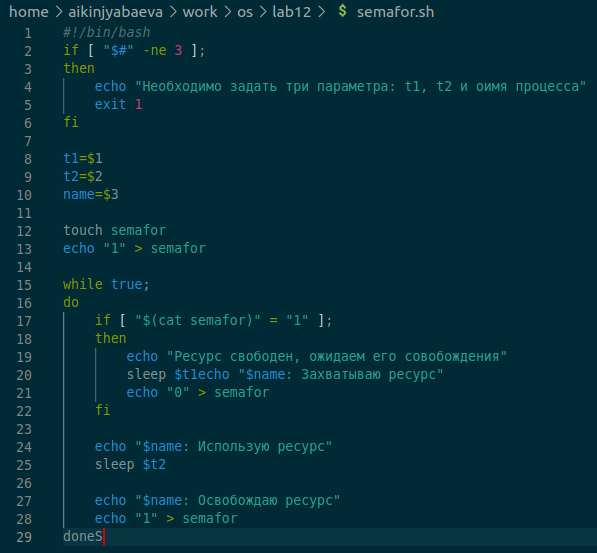 home > aikinjyabaeva > work > os > lab12 > $ semafor.sh
1 #!/bin/bash
2 if [ "$#" -ne 3 ];
3 then
4 echo "Необходимо задать три параметра: t1, t2 и оимя процесса"
5 exit 1
6 fi
7
8 t1=$1
9 t2=$2
10 name=$3
11
12 touch semafor
13 echo "1" > semafor
14
15 while true;
16 do
17 if [ "$(cat semafor)" = "1" ];
18 then
19 echo "Ресурс свободен, ожидаем его совобождения"
20 sleep $t1echo "$name: Захватываю ресурс"
21 echo "0" > semafor
22 fi
23
24 echo "$name: Использую ресурс"
25 sleep $t2
26
27 echo "$name: Освобождаю ресурс"
28 echo "1" > semafor
29 doneS